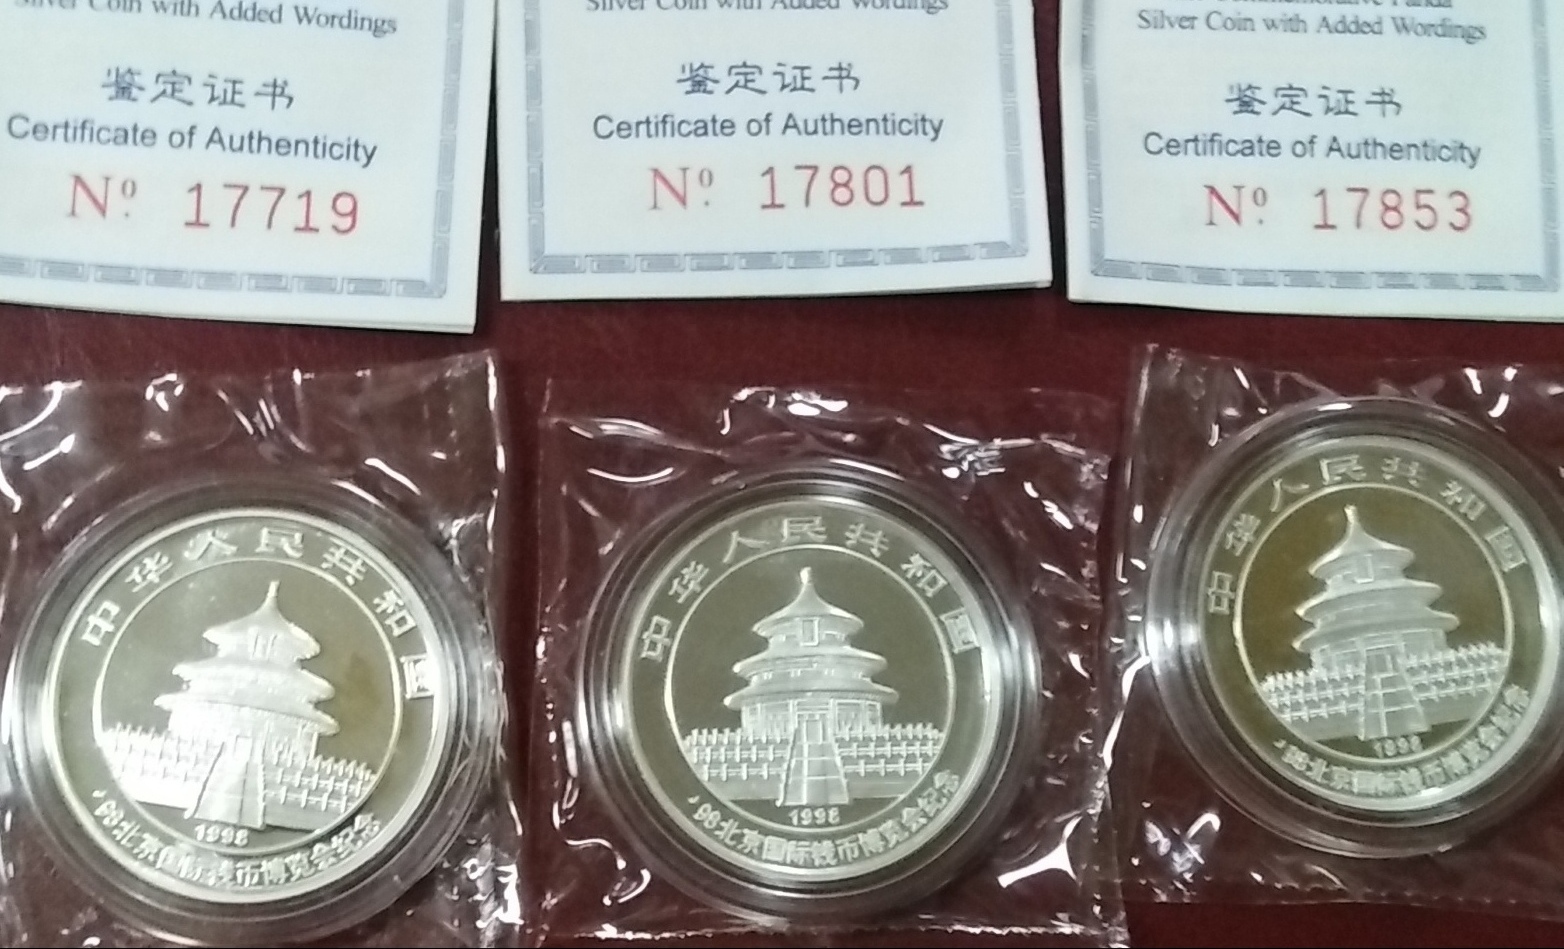 Silver Coin with Added Wordings
鉴定证书
Certificate of Authenticity
Nº 17719
Silver Coin with Added Wordings
鉴定证书
Certificate of Authenticity
Nº 17801
Commemorative Panda
Silver Coin with Added Wordings
鉴定证书
Certificate of Authenticity
Nº 17853
中华人民共和国
1998
'98北京国际钱币博览会纪念
中华人民共和国
1998
'98北京国际钱币博览会纪念
中华人民共和国
1998
'98北京国际钱币博览会纪念